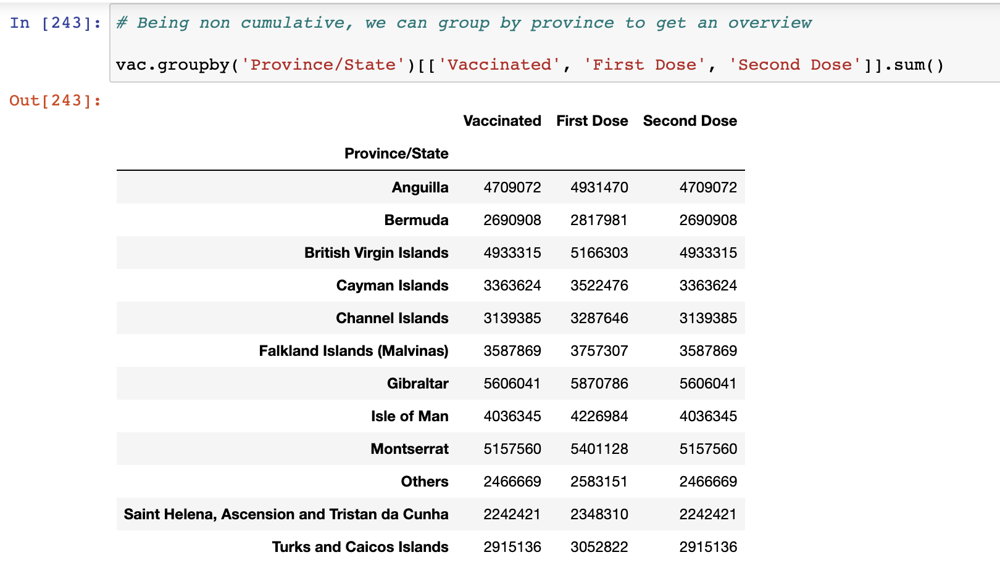 In [243]: # Being non cumulative, we can group by province to get an overview
vac.groupby('Province/State')[['Vaccinated', 'First Dose', 'Second Dose']].sum()
Out[243]:
Vaccinated First Dose Second Dose
Province/State
Anguilla 4709072 4931470 4709072
Bermuda 2690908 2817981 2690908
British Virgin Islands 4933315 5166303 4933315
Cayman Islands 3363624 3522476 3363624
Channel Islands 3139385 3287646 3139385
Falkland Islands (Malvinas) 3587869 3757307 3587869
Gibraltar 5606041 5870786 5606041
Isle of Man 4036345 4226984 4036345
Montserrat 5157560 5401128 5157560
Others 2466669 2583151 2466669
Saint Helena, Ascension and Tristan da Cunha 2242421 2348310 2242421
Turks and Caicos Islands 2915136 3052822 2915136